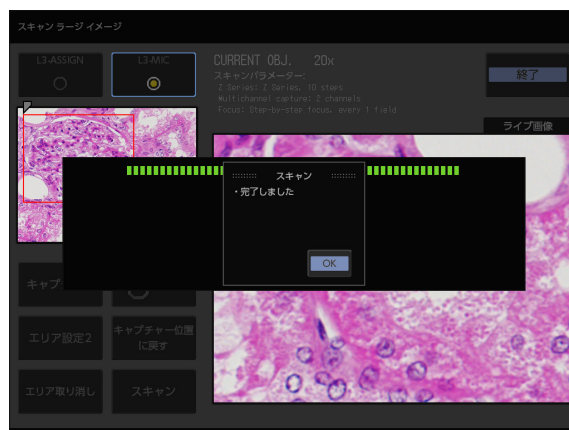 スキャン ラージ イメージ
L3-ASSIGN
L3-MIC
CURRENT OBJ. 20x
スキャンパラメーター:
Z Series: Z Series, 10 steps
Multichannel capture: 2 channels
Focus: Step-by-step focus, every 1 field
終了
ライブ画像
スキャン
・完了しました
OK
エリア設定2
キャプチャー位置
に戻す
エリア取り消し
スキャン